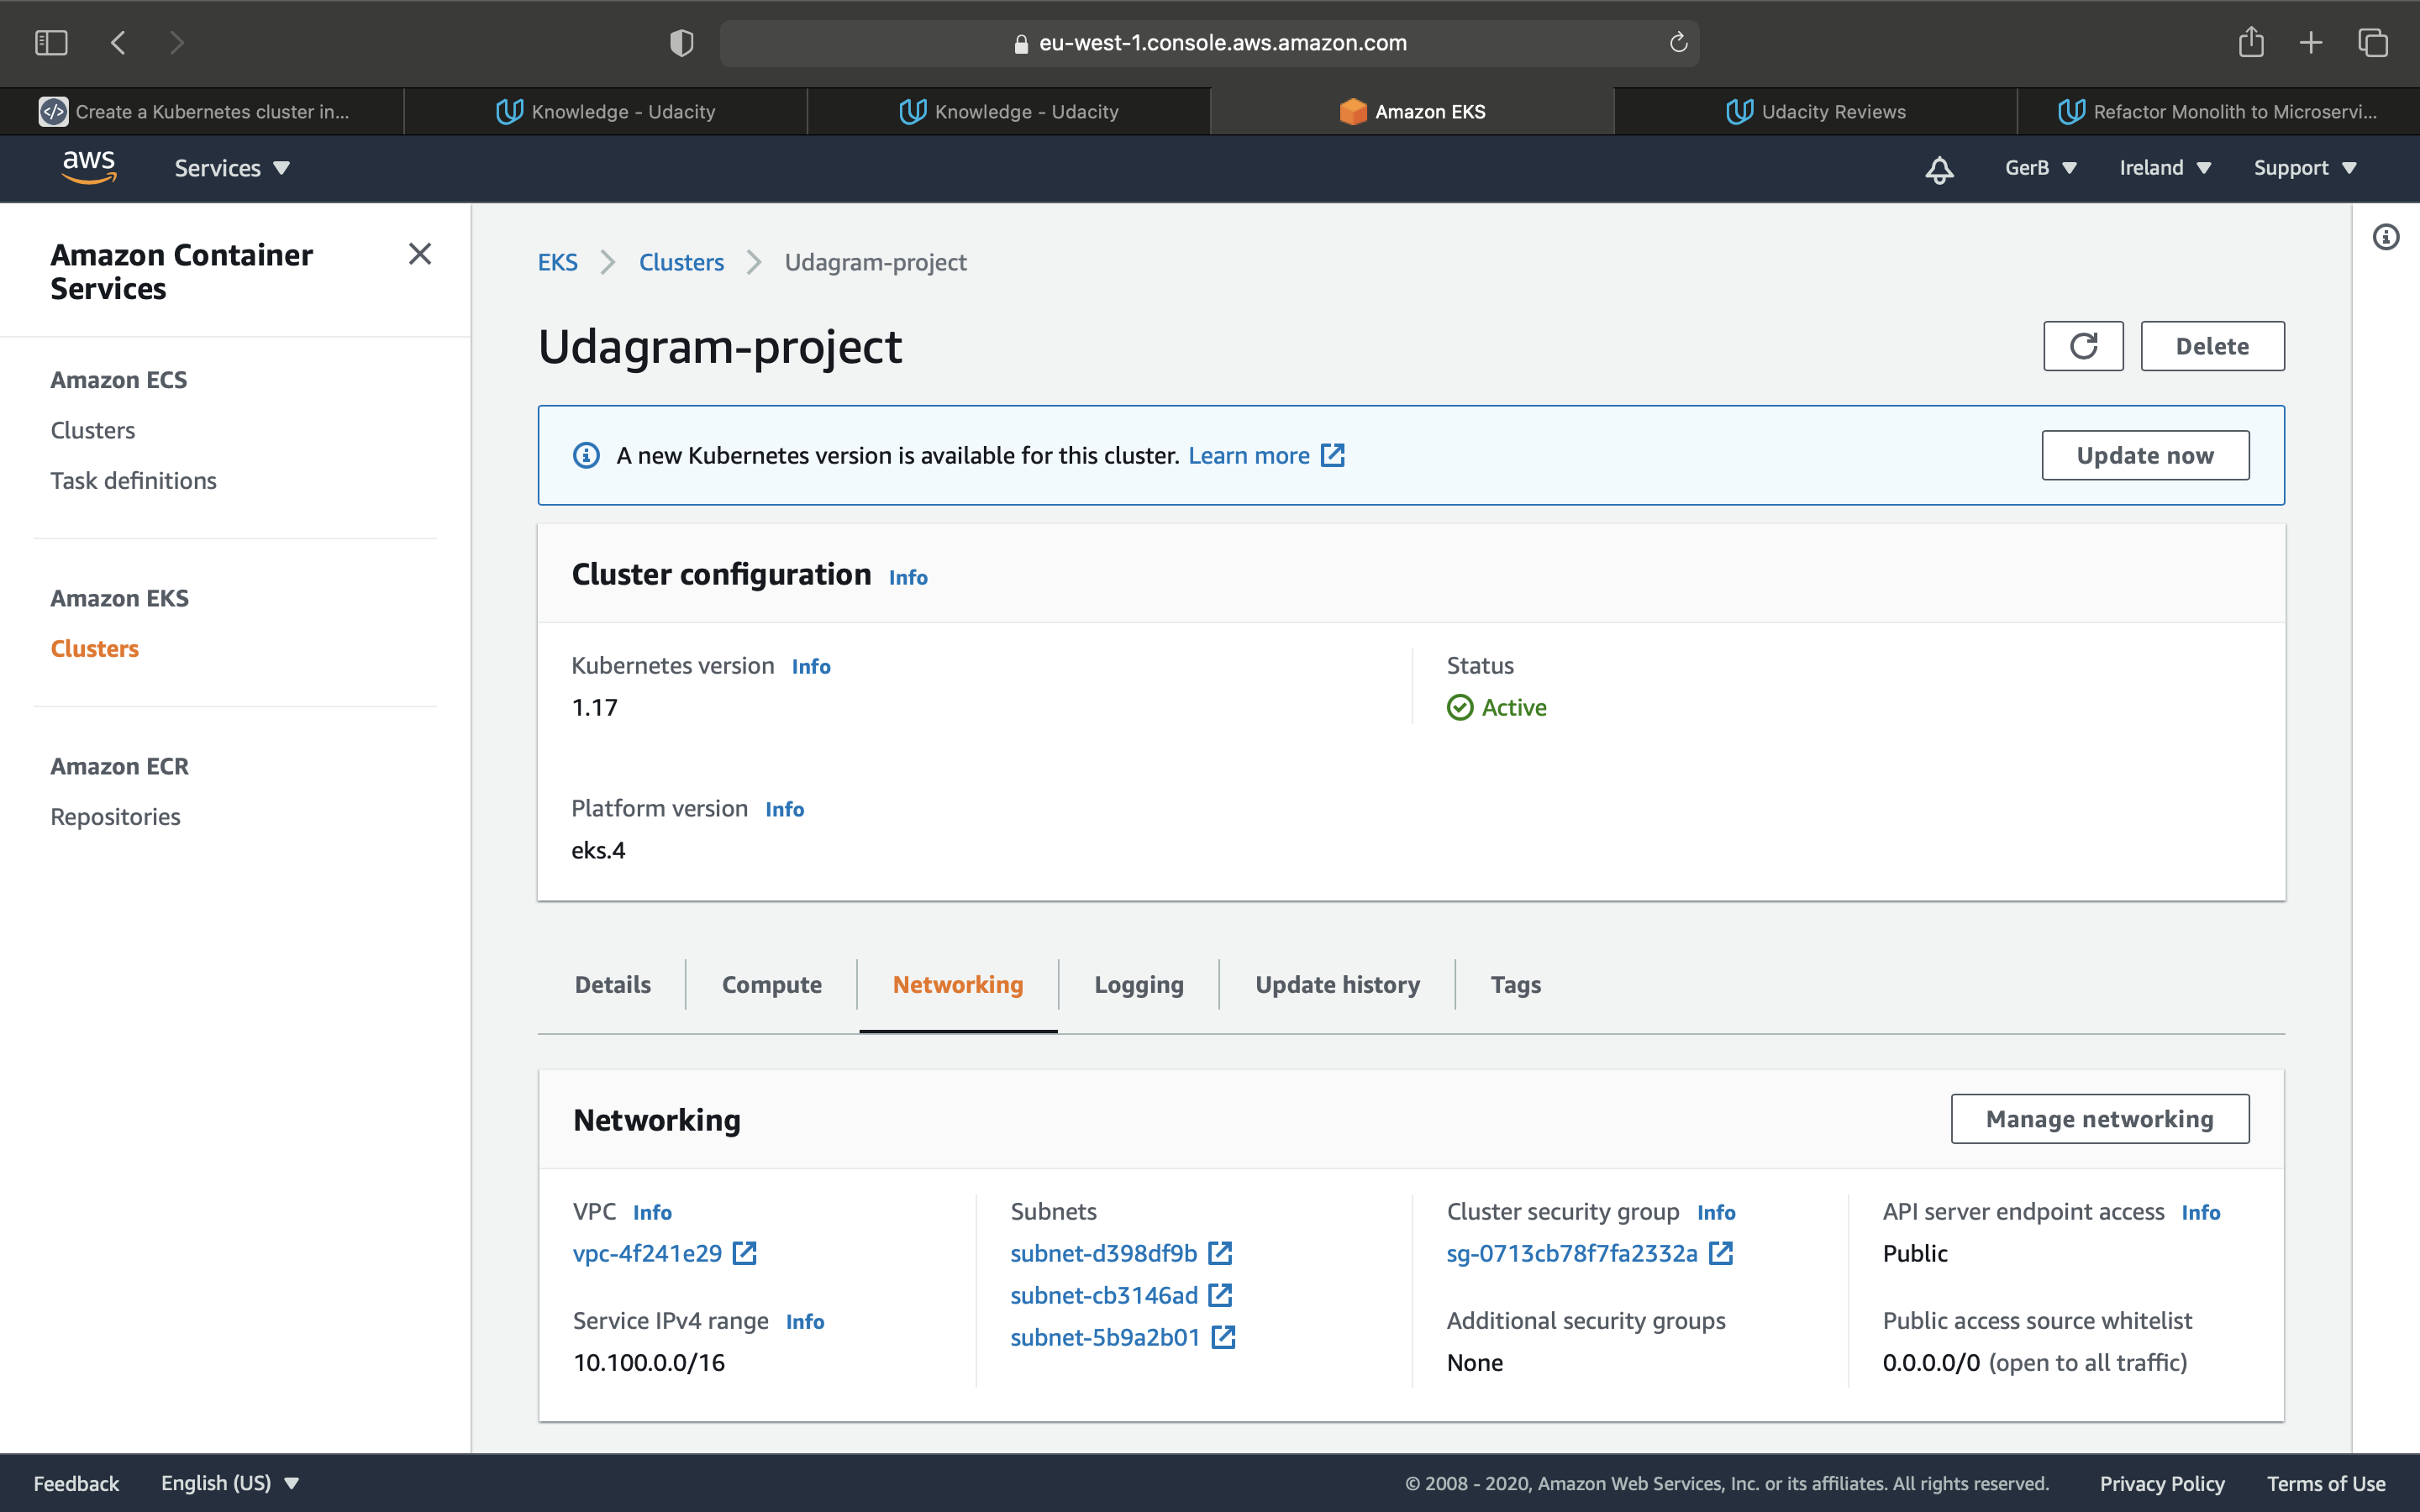 eu-west-1.console.aws.amazon.com
Create a Kubernetes cluster in...
Knowledge - Udacity
Knowledge - Udacity
Amazon EKS
Udacity Reviews
Refactor Monolith to Microservi...
aws
Services
GerB
Ireland
Support
Amazon Container
Services
Amazon ECS
Clusters
Task definitions
Amazon EKS
Clusters
Amazon ECR
Repositories
EKS
Clusters
Udagram-project
Udagram-project
Delete
A new Kubernetes version is available for this cluster. Learn more
Update now
Cluster configuration Info
Kubernetes version Info
1.17
Status
Active
Platform version Info
eks.4
Details
Compute
Networking
Logging
Update history
Tags
Networking
Manage networking
VPC Info
vpc-4f241e29
Service IPv4 range Info
10.100.0.0/16
Subnets
subnet-d398df9b
subnet-cb3146ad
subnet-5b9a2b01
Cluster security group Info
sg-0713cb78f7fa2332a
Additional security groups
None
API server endpoint access Info
Public
Public access source whitelist
0.0.0.0/0 (open to all traffic)
Feedback
English (US)
© 2008 - 2020, Amazon Web Services, Inc. or its affiliates. All rights reserved.
Privacy Policy
Terms of Use